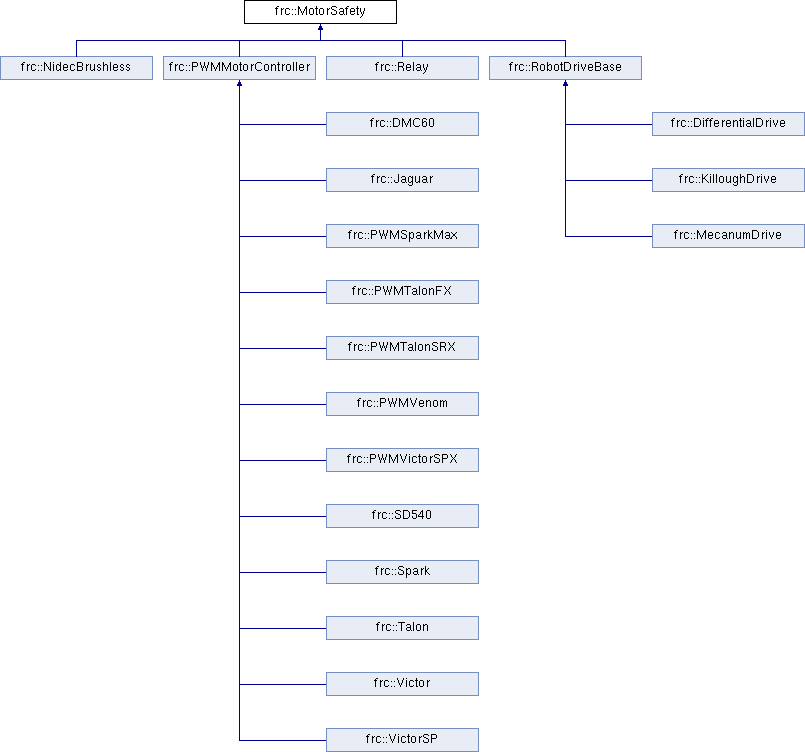 frc::MotorSafety
frc::NidecBrushless
frc::PWMMotorController
frc::Relay
frc::RobotDriveBase
frc::DMC60
frc::DifferentialDrive
frc::Jaguar
frc::KilloughDrive
frc::PWMSparkMax
frc::MecanumDrive
frc::PWMTalonFX
frc::PWMTalonSRX
frc::PWMVenom
frc::PWMVictorSPX
frc::SD540
frc::Spark
frc::Talon
frc::Victor
frc::VictorSP